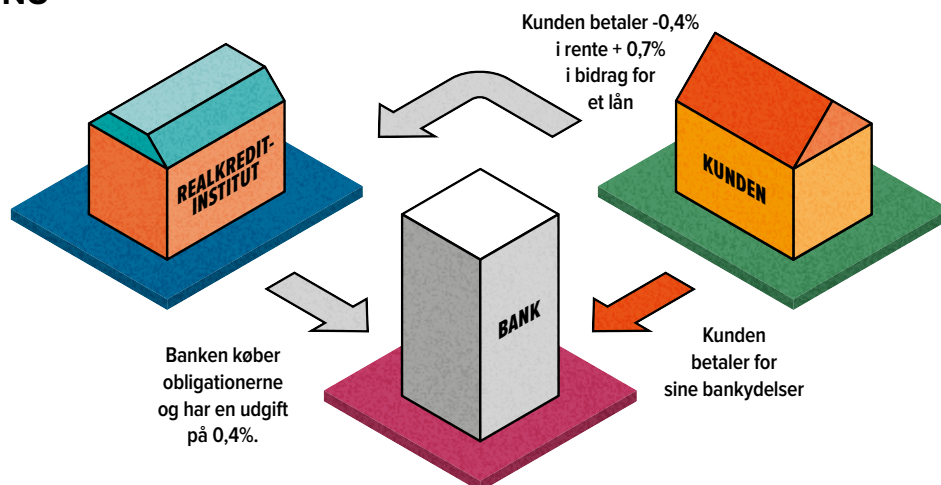 Kunden betaler -0,4%
i rente + 0,7%
i bidrag for
et lån
REALKREDIT-
INSTITUT
KUNDEN
BANK
Banken køber
obligationerne
og har en udgift
på 0,4%.
Kunden
betaler for
sine bankydelser